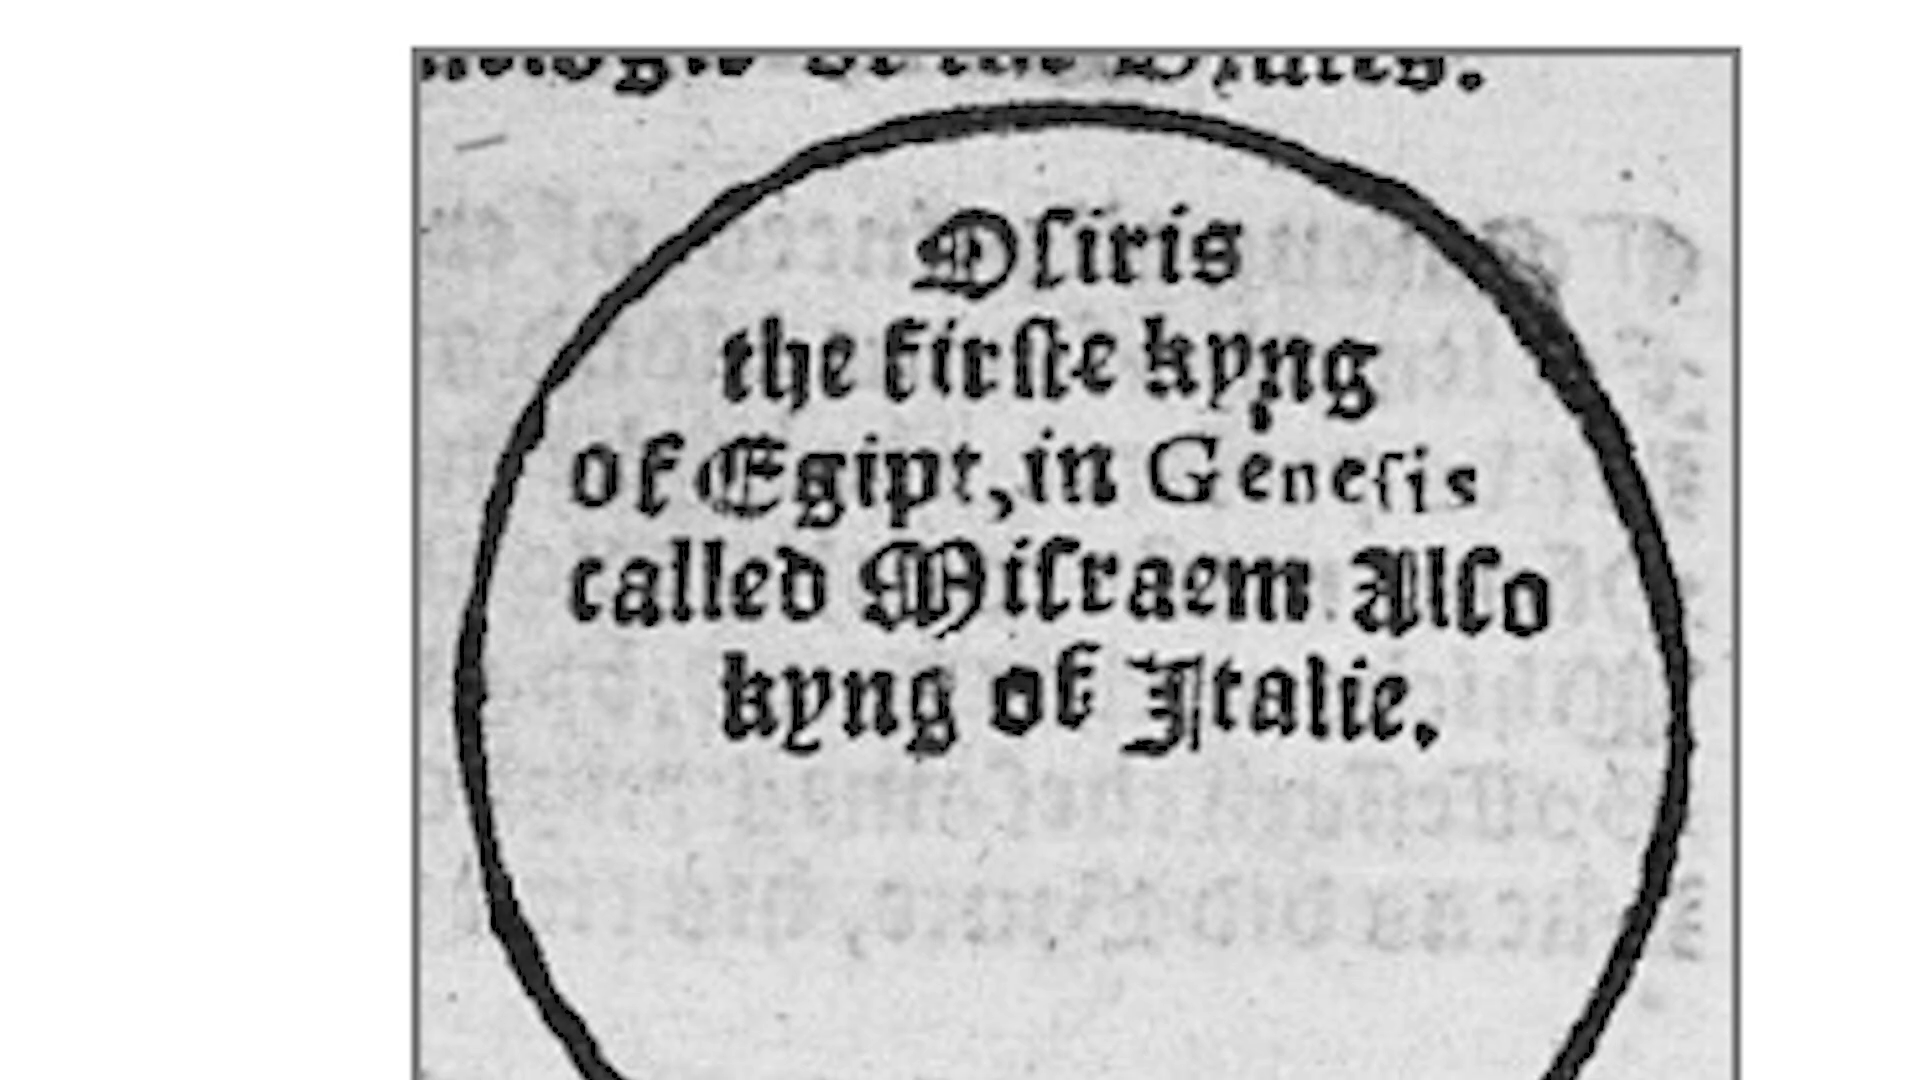 Oſiris
the firſte kyng
of Egipt, in Geneſis
called Miſraem Alſo
kyng of Italie.